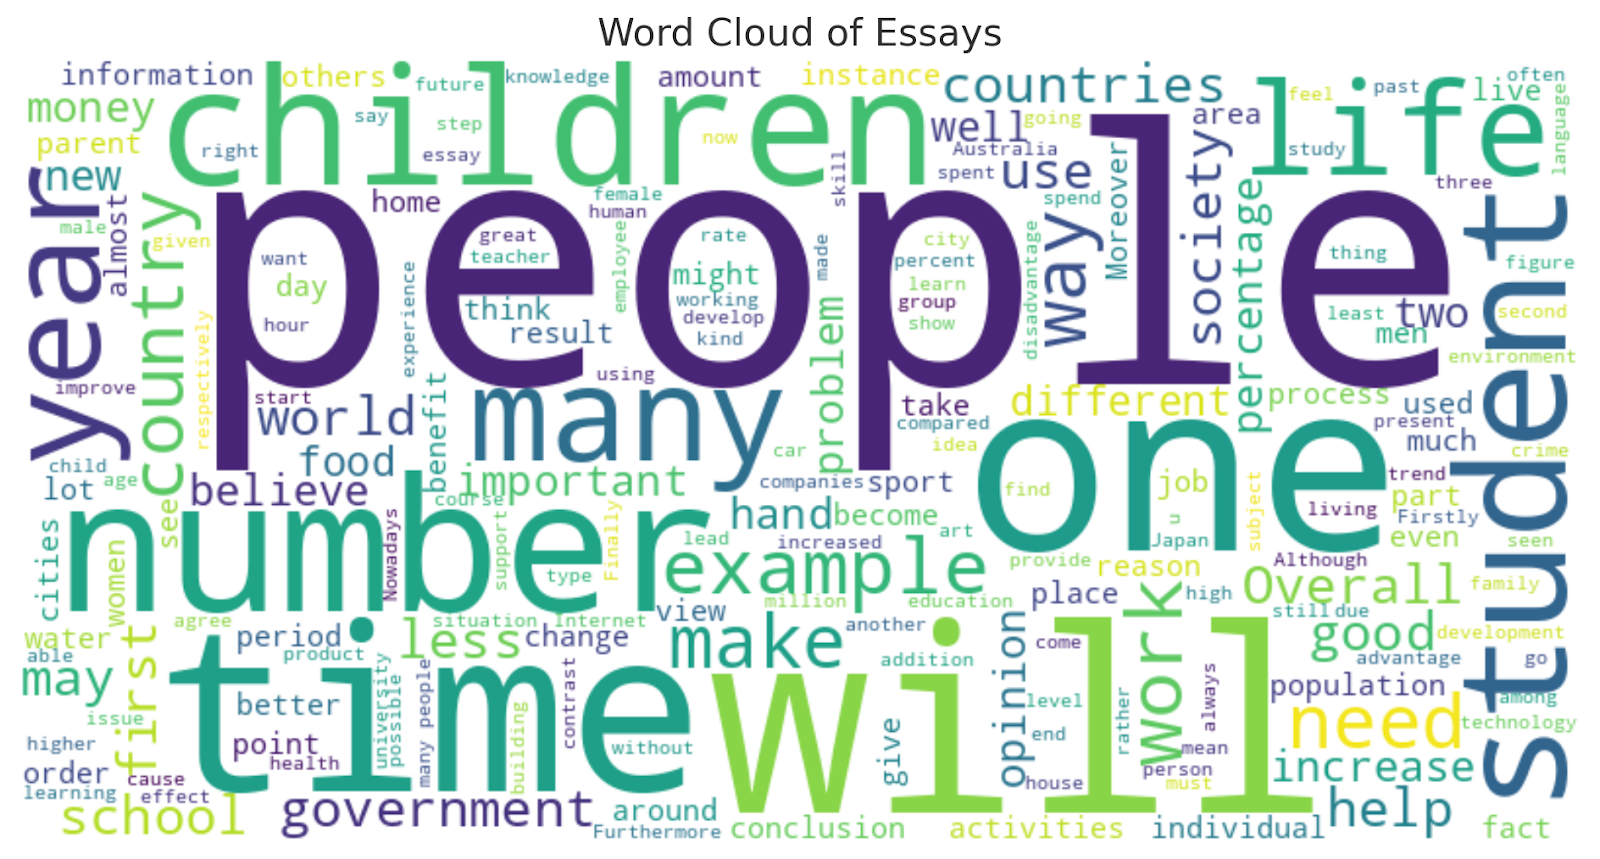 Word Cloud of Essays
information
others
future
knowledge
amount
instance
countries
often
money
children
say
step
now
well
going
area
life
feel
past
live
language
parent
right
essay
skill
Australia
spent
use
study
three
new
year
almost
male
given
country
home
female
human
employee
people
want
day
hour
great
teacher
think
result
experience
rate
might
working
develop
kind
made
city
percent
learn
group
show
disadvantage
spend
way
Moreover
society
percentage
thing
least
two
men
figure
second
environment
student
improve
respectively
start
world
using
many
problem
take
compared
idea
different
process
used
present
much
crime
child
age
lot
food
believe
benefit
important
car
companies
sport
one
find
job
u
Japan
subject
trend
part
living
Firstly
even
seen
see
number
course
Nowadays
support
type
Finally
lead
hand
become
increased
art
example
provide
reason
Although
Overall
family
cities
women
million
education
place
high
still
due
agree
situation
Internet
view
another
water
able
may
first
period
product
less
change
make
addition
opinion
come
work
good
development
advantage
go
time
will
better
university
possible
many people
contrast
level
rather
always
population
among
issue
point
health
building
without
give
end
mean
need
technology
higher
order
learning
cause
effect
house
person
must
increase
school
government
around
Furthermore
conclusion
activities
individual
help
fact